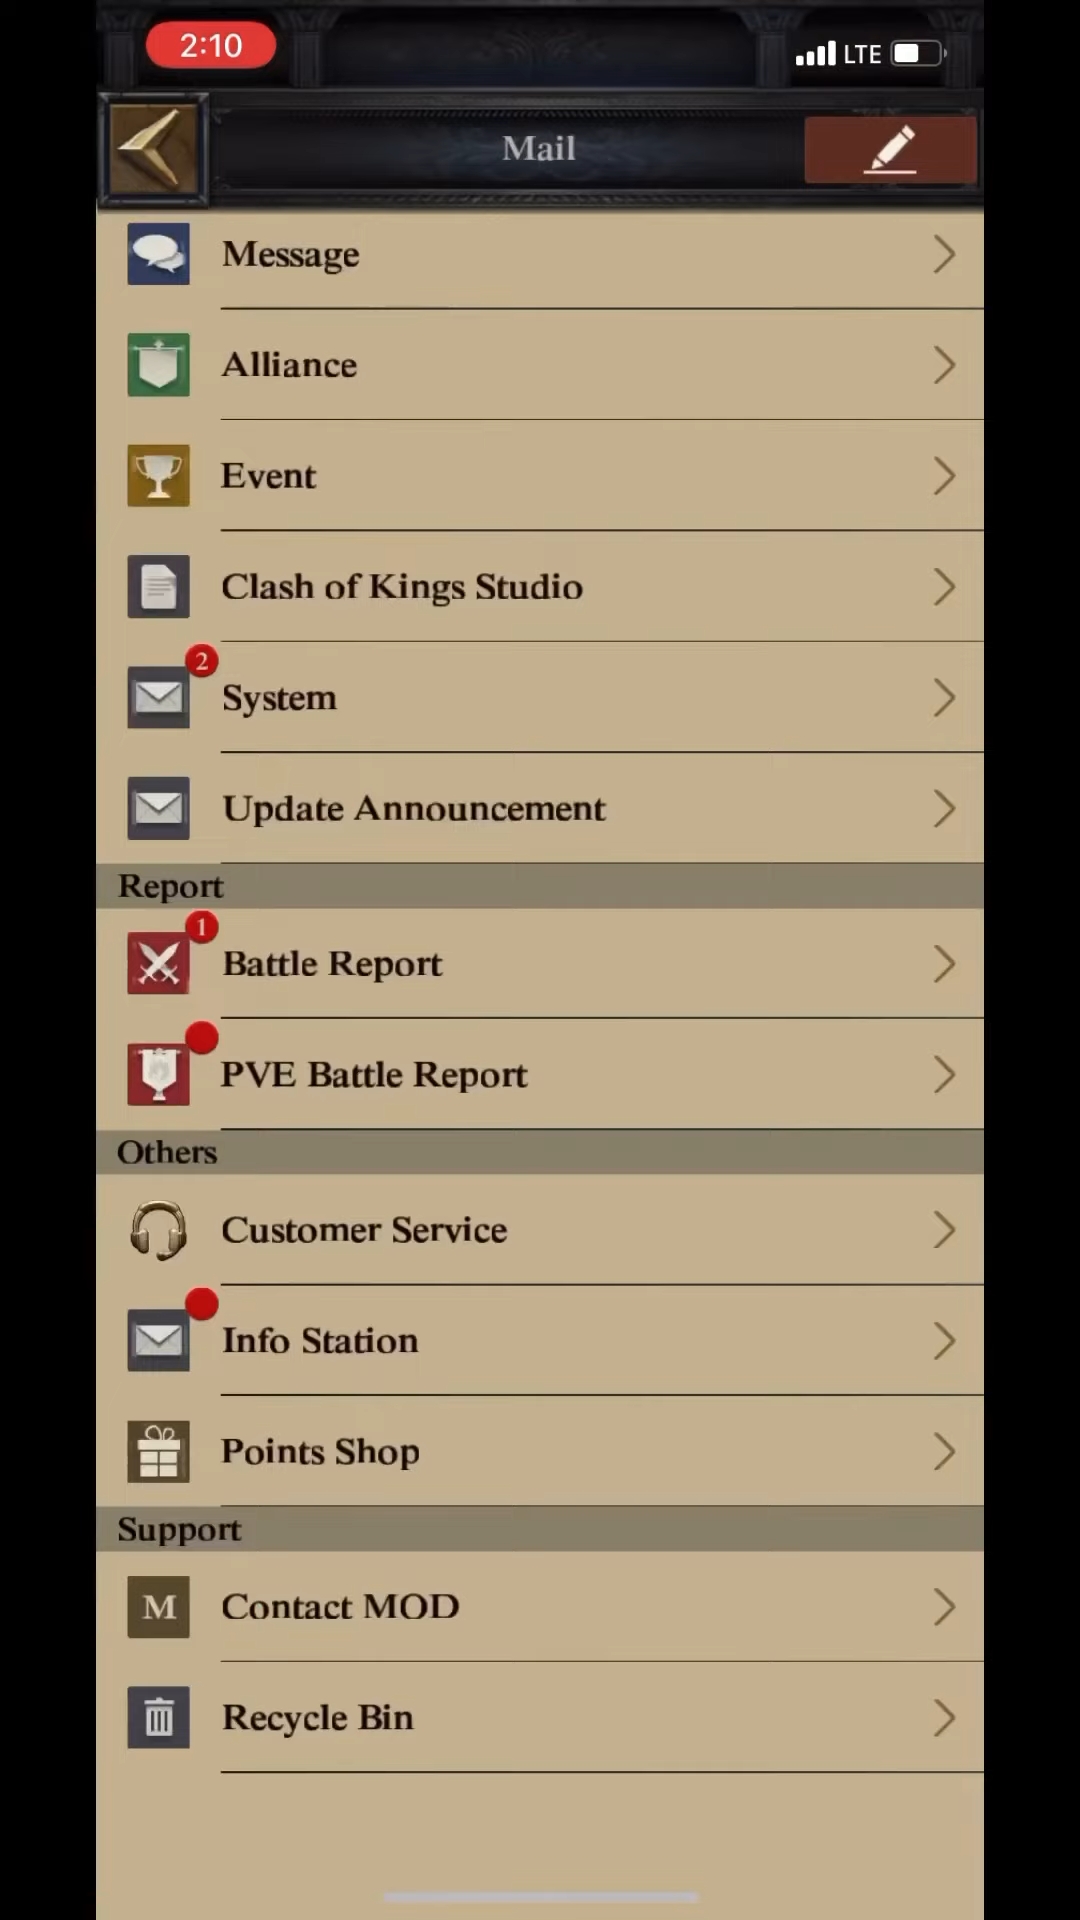 2:10
LTE
Mail
Message
Alliance
Event
Clash of Kings Studio
2
System
Update Announcement
Report
1
Battle Report
PVE Battle Report
Others
Customer Service
Info Station
Points Shop
Support
M
Contact MOD
Recycle Bin